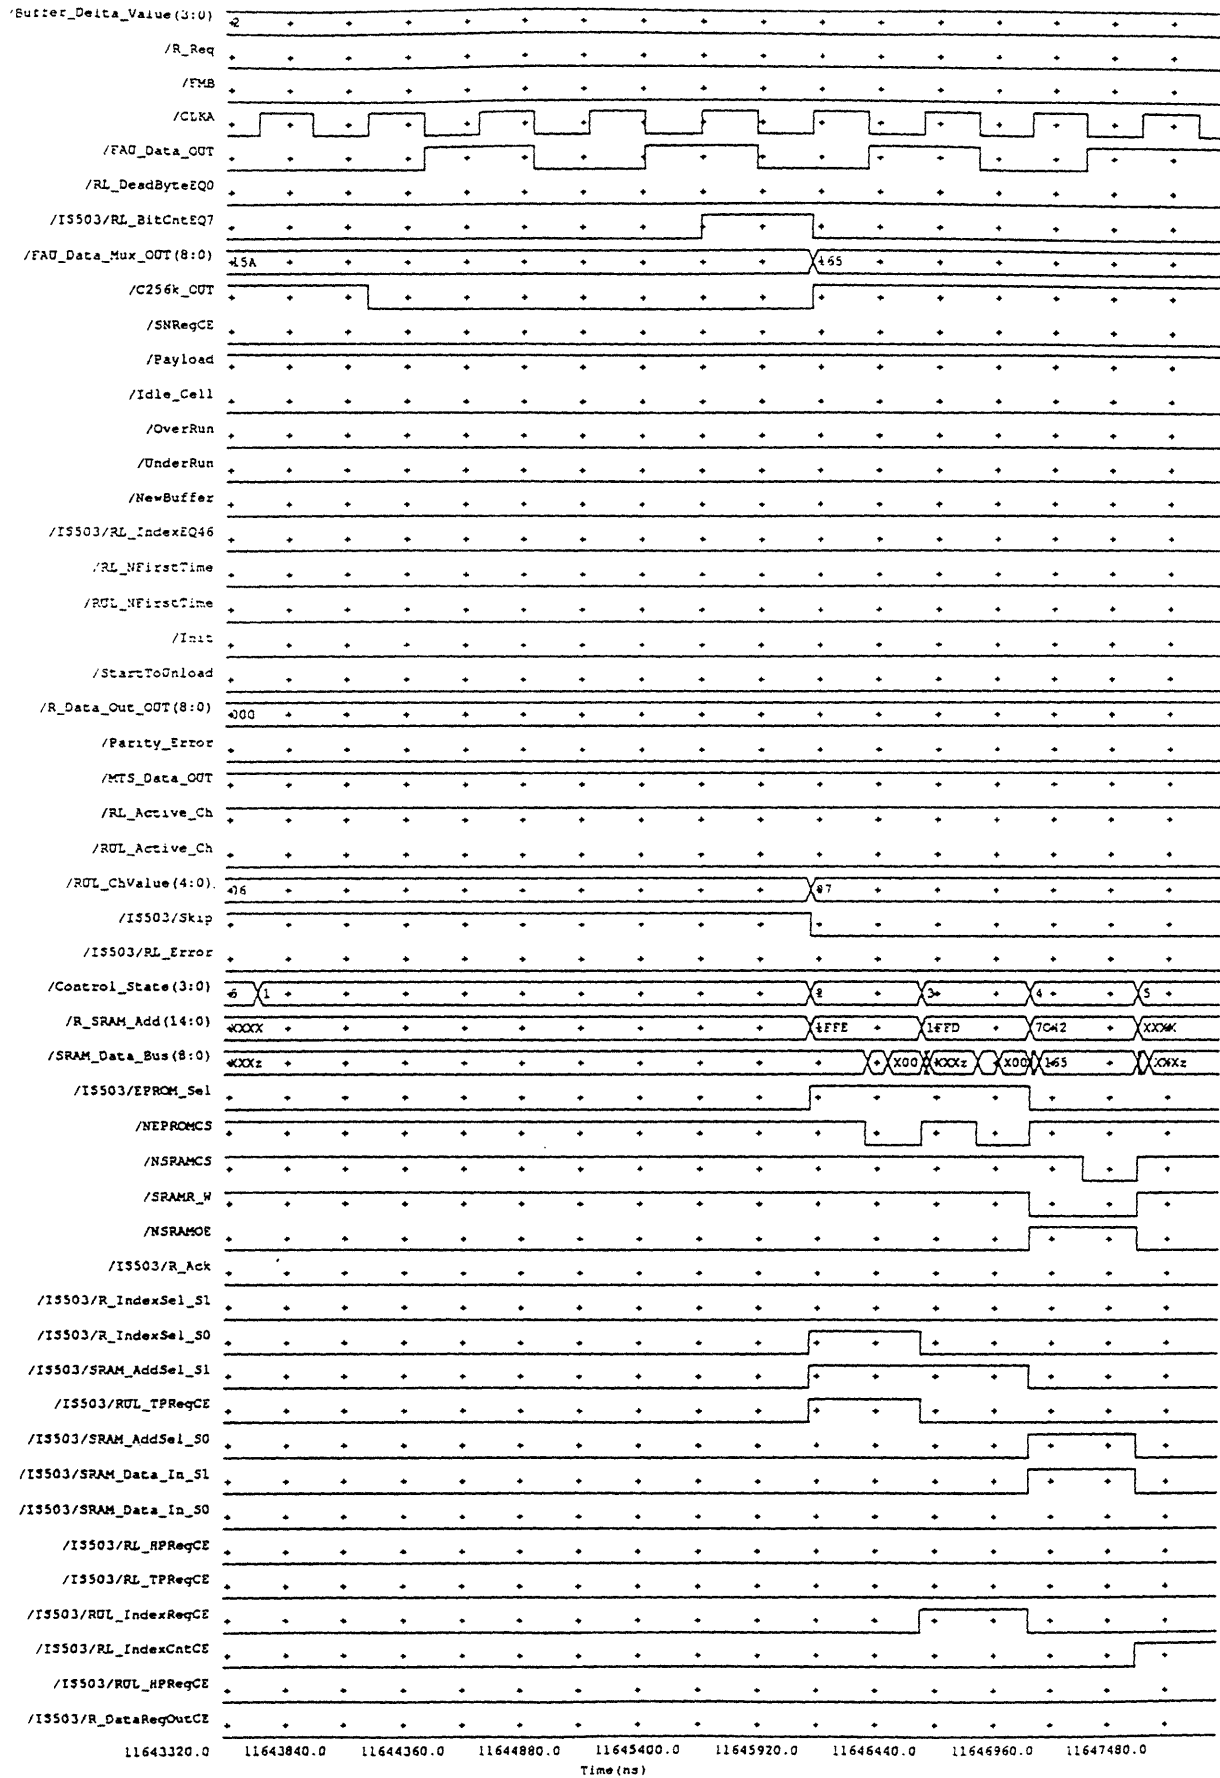 /Buffer_Delta_Value(3:0) 2
/R_Req
/FMB
/CLKA
/FAU_Data_OUT
/RL_DeadByteEQ0
/IS503/RL_BitCntEQ7
/FAU_Data_Mux_OUT(8:0) 15A 165
/C256k_OUT
/SNRegCE
/Payload
/Idle_Cell
/OverRun
/UnderRun
/NewBuffer
/IS503/RL_IndexEQ46
/RL_NFirstTime
/RUL_NFirstTime
/Init
/StartToUnload
/R_Data_Out_OUT(8:0) 000
/Parity_Error
/MTS_Data_OUT
/RL_Active_Ch
/RUL_Active_Ch
/RUL_ChValue(4:0) 06 07
/IS503/Skip
/IS503/RL_Error
/Control_State(3:0) 1 2 3 4 5
/R_SRAM_Add(14:0) XXXX 1FFE 1FFD 7C42 XXXX
/SRAM_Data_Bus(8:0) XXXz X00 XXXz X00 165 XXXz
/IS503/EPROM_Sel
/NEPROMCS
/NSRAMCS
/SRAMR_W
/NSRAMOE
/IS503/R_Ack
/IS503/R_IndexSel_S1
/IS503/R_IndexSel_S0
/IS503/SRAM_AddSel_S1
/IS503/RUL_TPRegCE
/IS503/SRAM_AddSel_S0
/IS503/SRAM_Data_In_S1
/IS503/SRAM_Data_In_S0
/IS503/RL_HPRegCE
/IS503/RL_TPRegCE
/IS503/RUL_IndexRegCE
/IS503/RL_IndexCntCE
/IS503/RUL_HPRegCE
/IS503/R_DataRegOutCE
11643320.0 11643840.0 11644360.0 11644880.0 11645400.0 11645920.0 11646440.0 11646960.0 11647480.0
Time(ns)